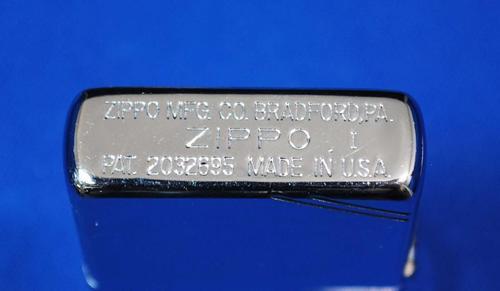 ZIPPO MFG. CO. BRADFORD, PA.
ZIPPO I
PAT. 2032695 MADE IN U.S.A.